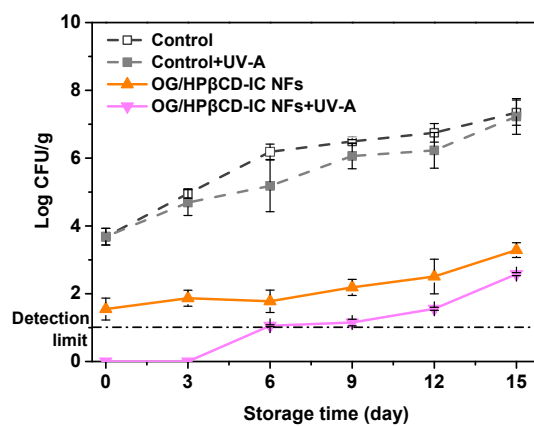 10
8
6
4
2
0
Log CFU/g
Detection
limit
Control
Control+UV-A
OG/HPβCD-IC NFs
OG/HPβCD-IC NFs+UV-A
0 3 6 9 12 15
Storage time (day)